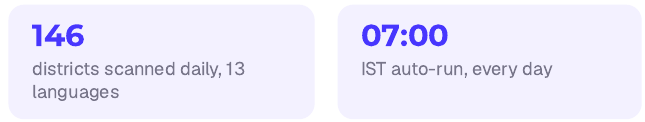 146
districts scanned daily, 13
languages
07:00
IST auto-run, every day